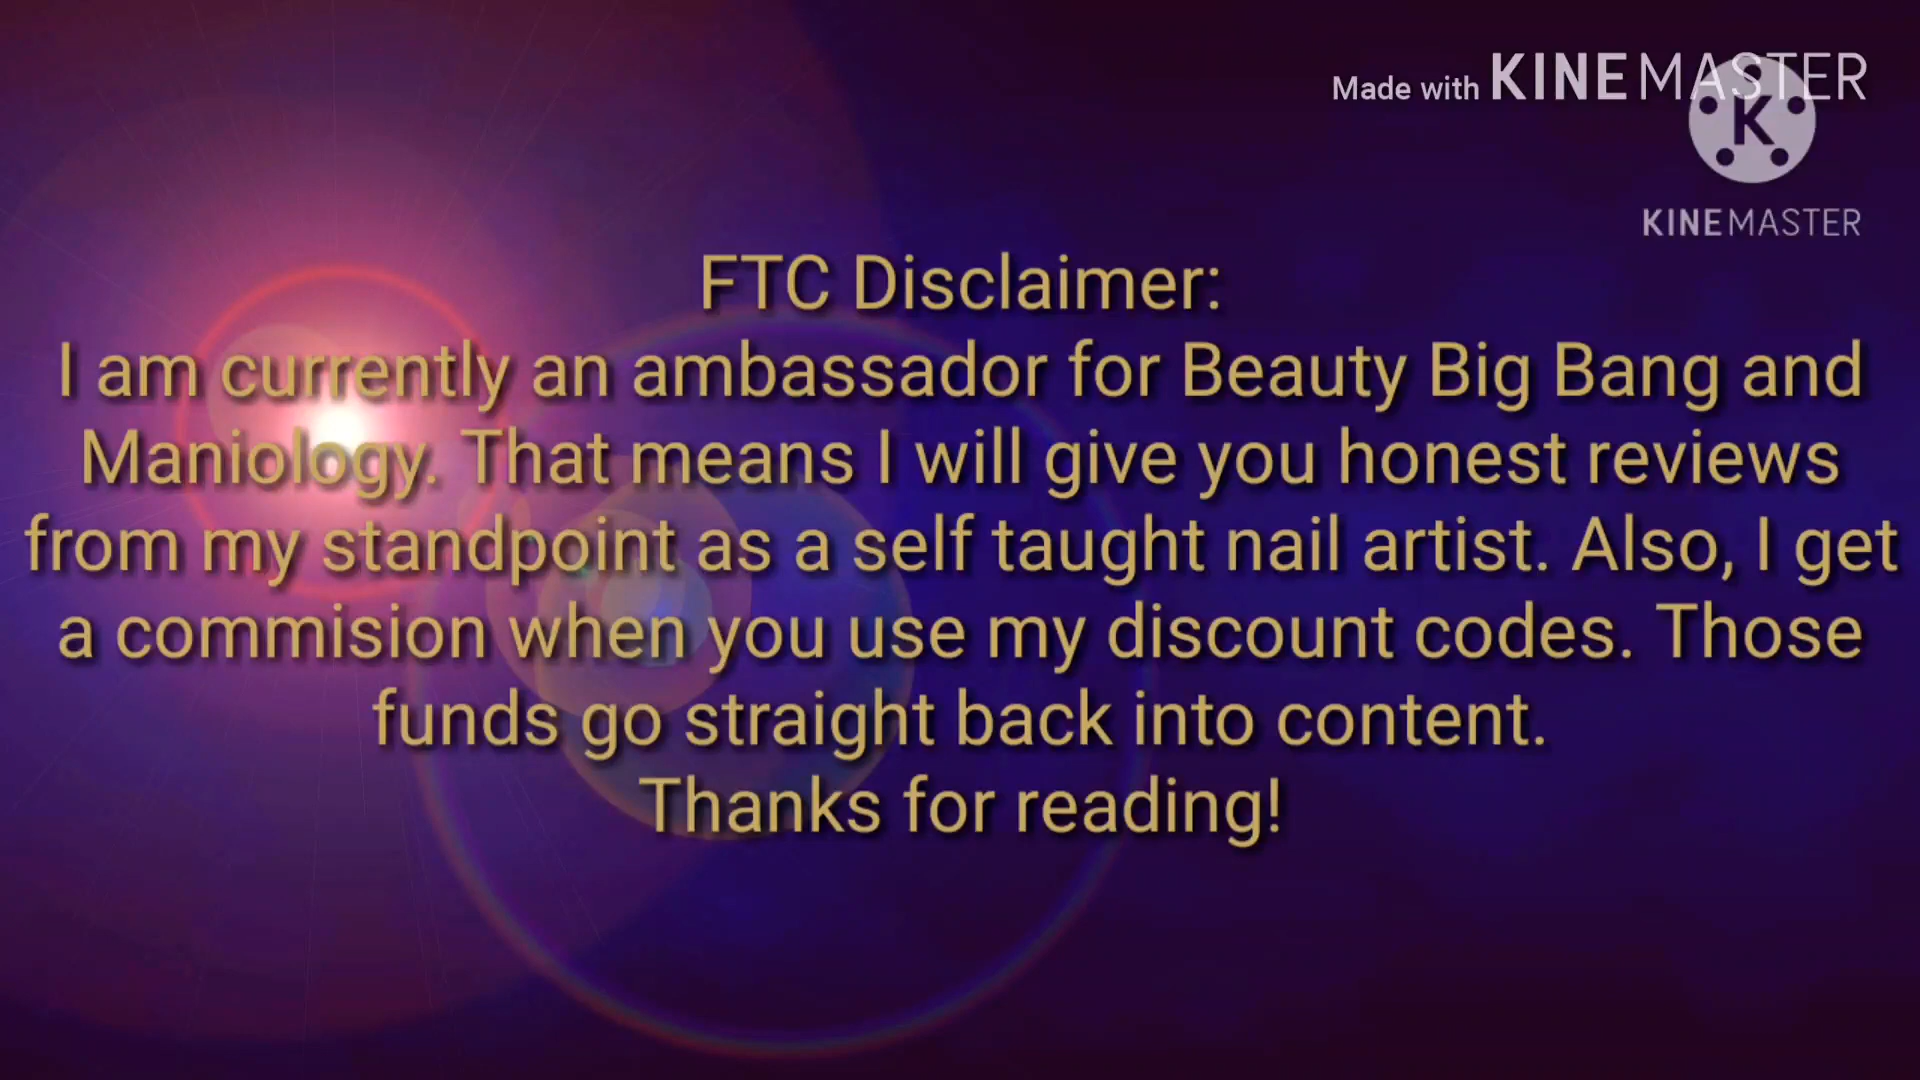 Made with KINEMASTER
K
KINEMASTER
FTC Disclaimer:
I am currently an ambassador for Beauty Big Bang and
Maniology. That means I will give you honest reviews
from my standpoint as a self taught nail artist. Also, I get
a commision when you use my discount codes. Those
funds go straight back into content.
Thanks for reading!